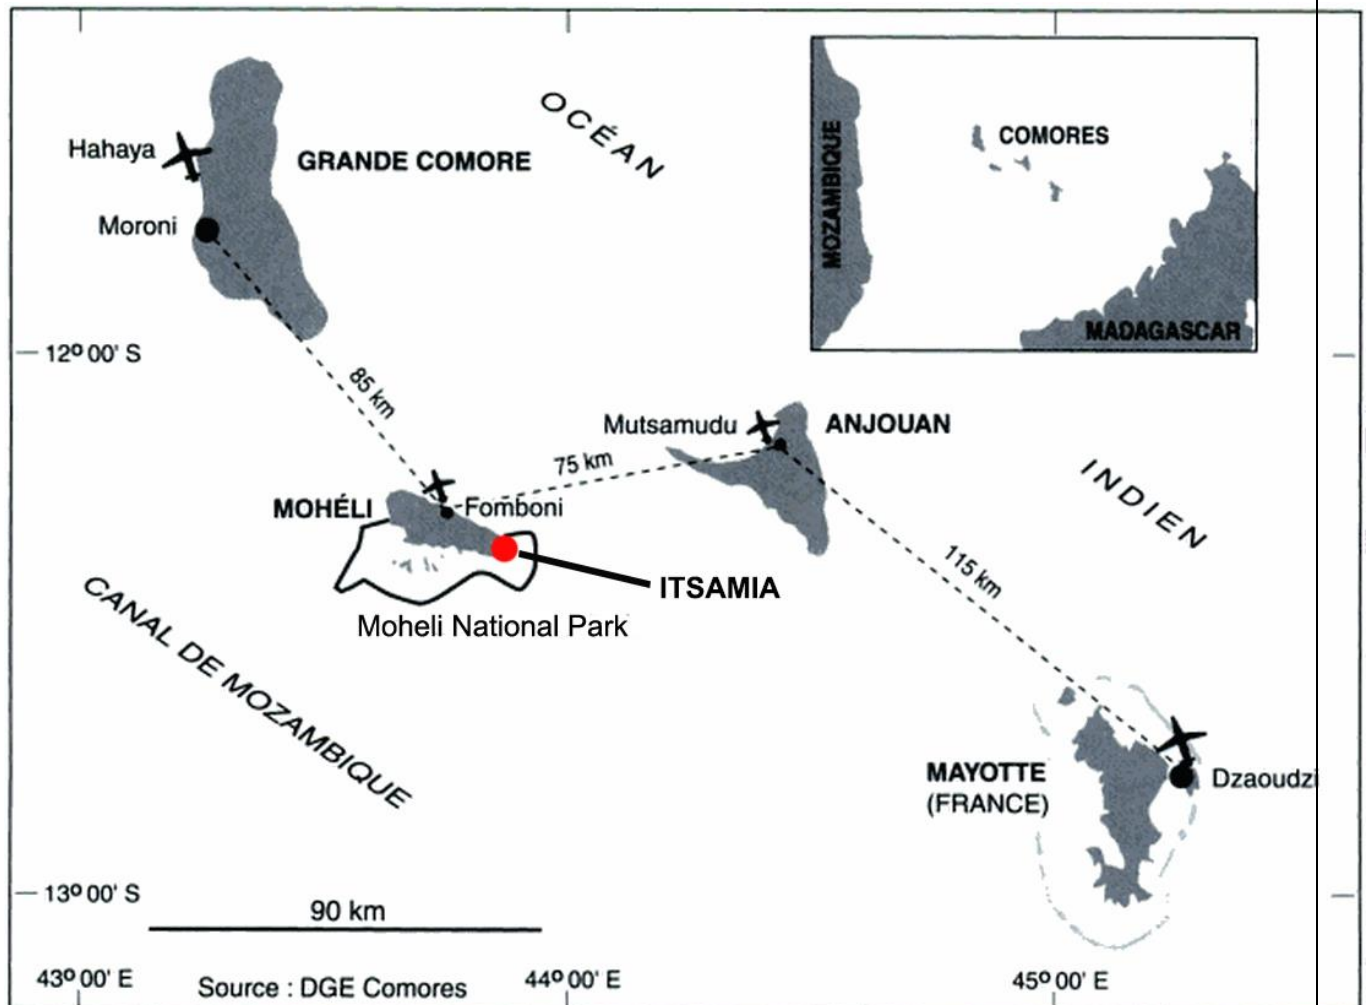 OCÉAN
MOZAMBIQUE
COMORES
MADAGASCAR
Hahaya
GRANDE COMORE
Moroni
12º 00' S
85 km
Mutsamudu
ANJOUAN
75 km
MOHÉLI
Fomboni
INDIEN
115 km
ITSAMIA
Moheli National Park
CANAL DE MOZAMBIQUE
MAYOTTE
(FRANCE)
Dzaoudzi
13º 00' S
90 km
43º 00' E
44º 00' E
45º 00' E
Source : DGE Comores